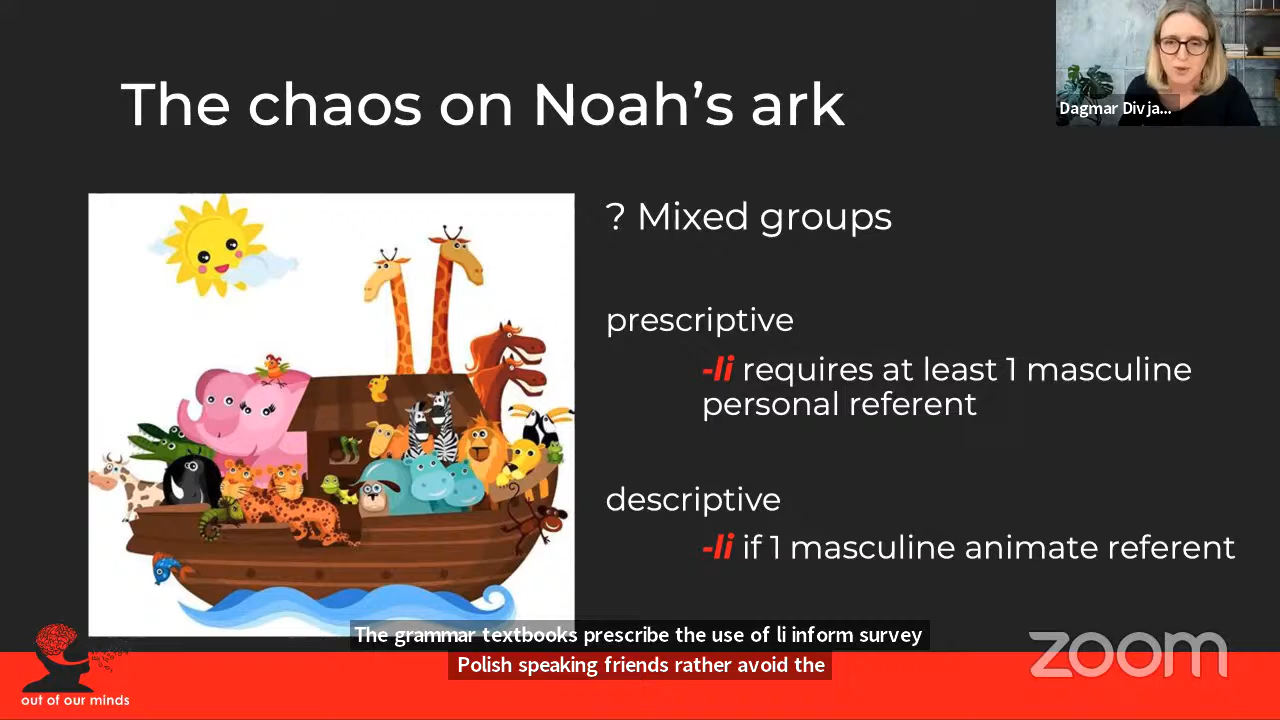 The chaos on Noah's ark
Dagmar Divja...
? Mixed groups
prescriptive
-li requires at least 1 masculine
personal referent
descriptive
-li if 1 masculine animate referent
The grammar textbooks prescribe the use of li inform survey
Polish speaking friends rather avoid the
out of our minds
zoom